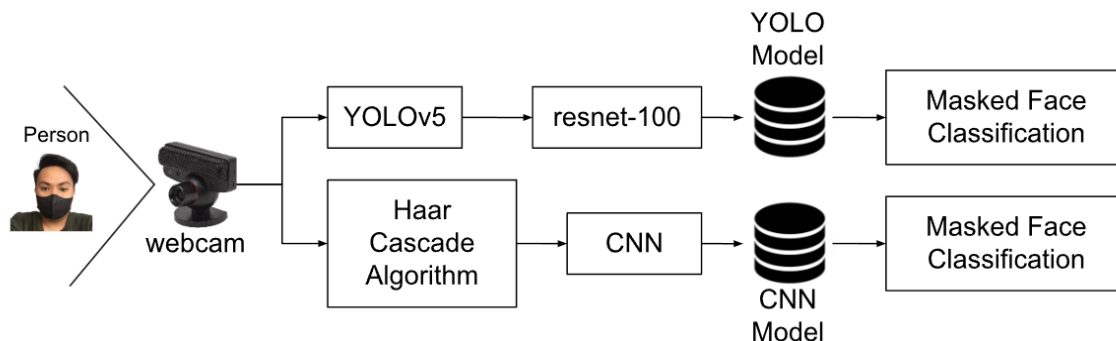 Person
webcam
YOLOv5
resnet-100
YOLO
Model
Masked Face
Classification
Haar
Cascade
Algorithm
CNN
CNN
Model
Masked Face
Classification